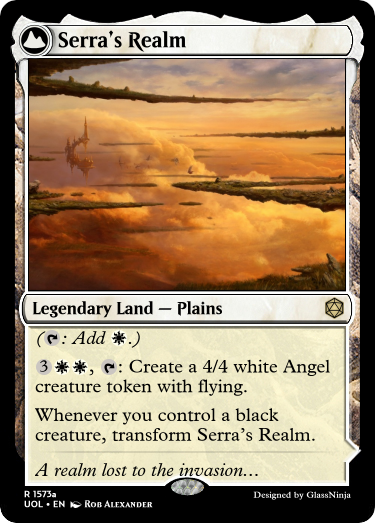 Serra's Realm
Legendary Land — Plains
(: Add .)
3, : Create a 4/4 white Angel
creature token with flying.
Whenever you control a black
creature, transform Serra's Realm.
A realm lost to the invasion…
R 1573a
UOL • EN Rob Alexander
Designed by GlassNinja